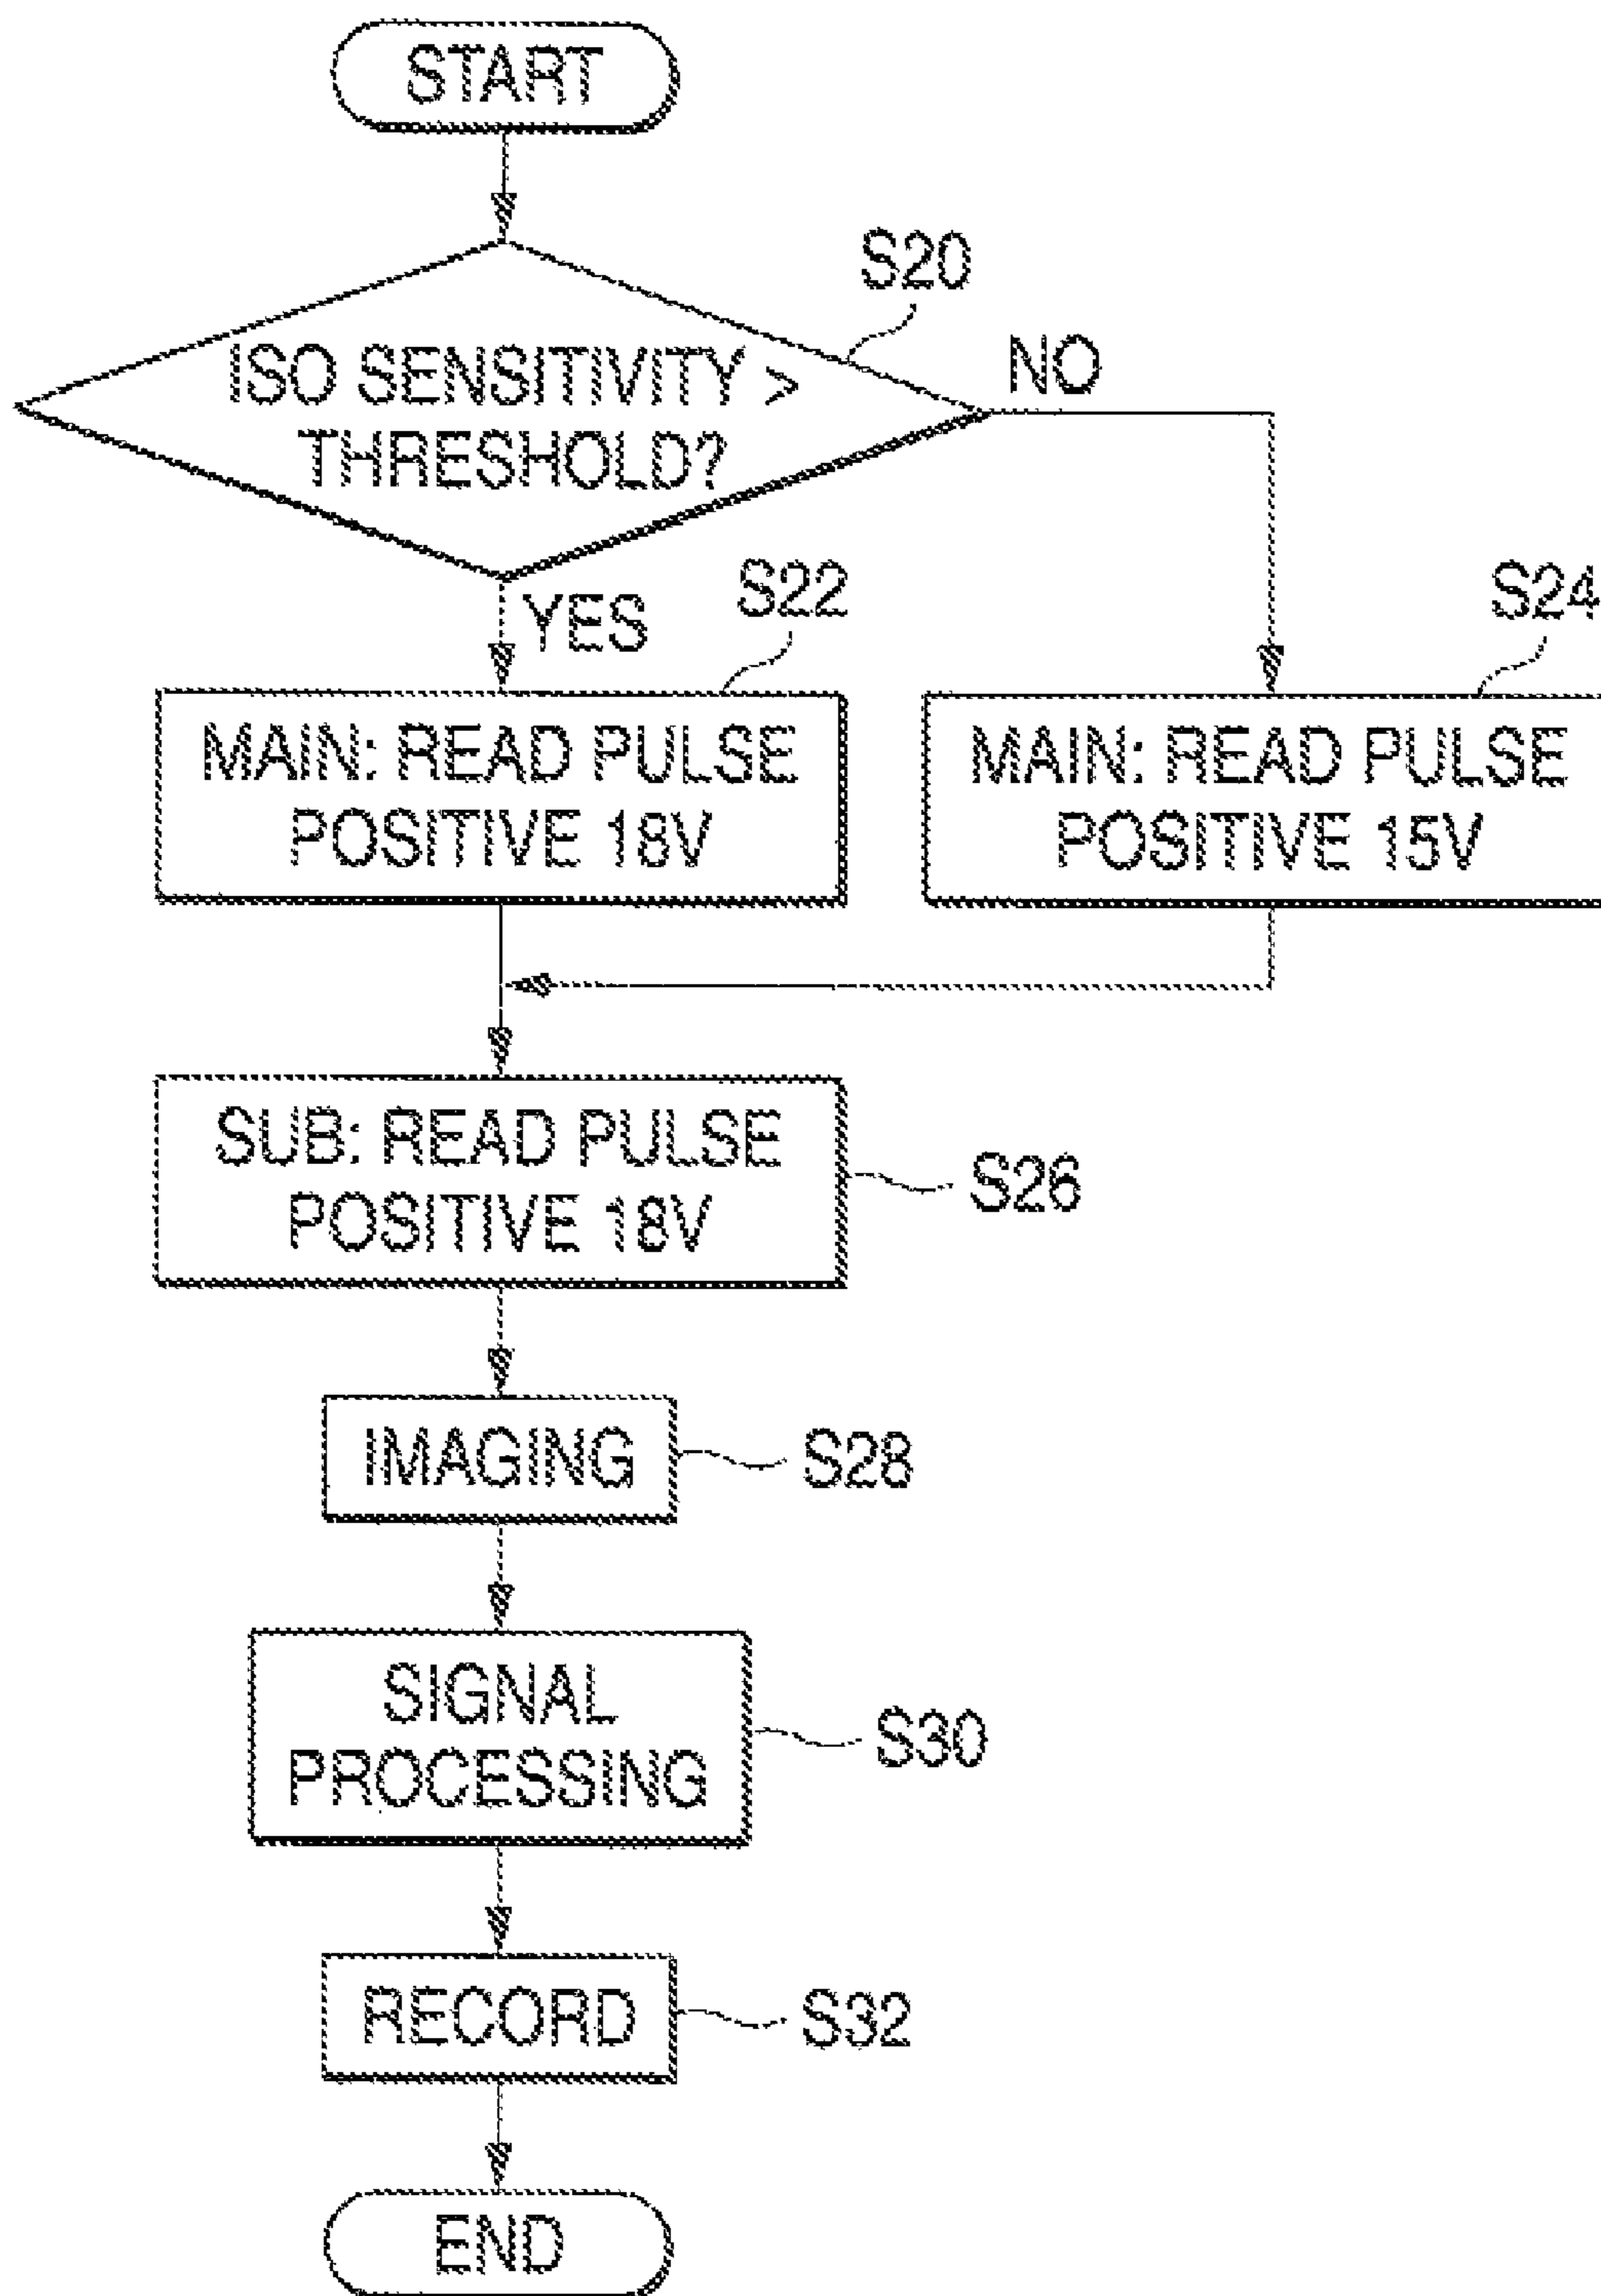 START
S20
ISO SENSITIVITY >
THRESHOLD?
NO
YES
S22
S24
MAIN: READ PULSE
POSITIVE 18V
MAIN: READ PULSE
POSITIVE 15V
SUB: READ PULSE
POSITIVE 18V
S26
IMAGING
S28
SIGNAL
PROCESSING
S30
RECORD
S32
END